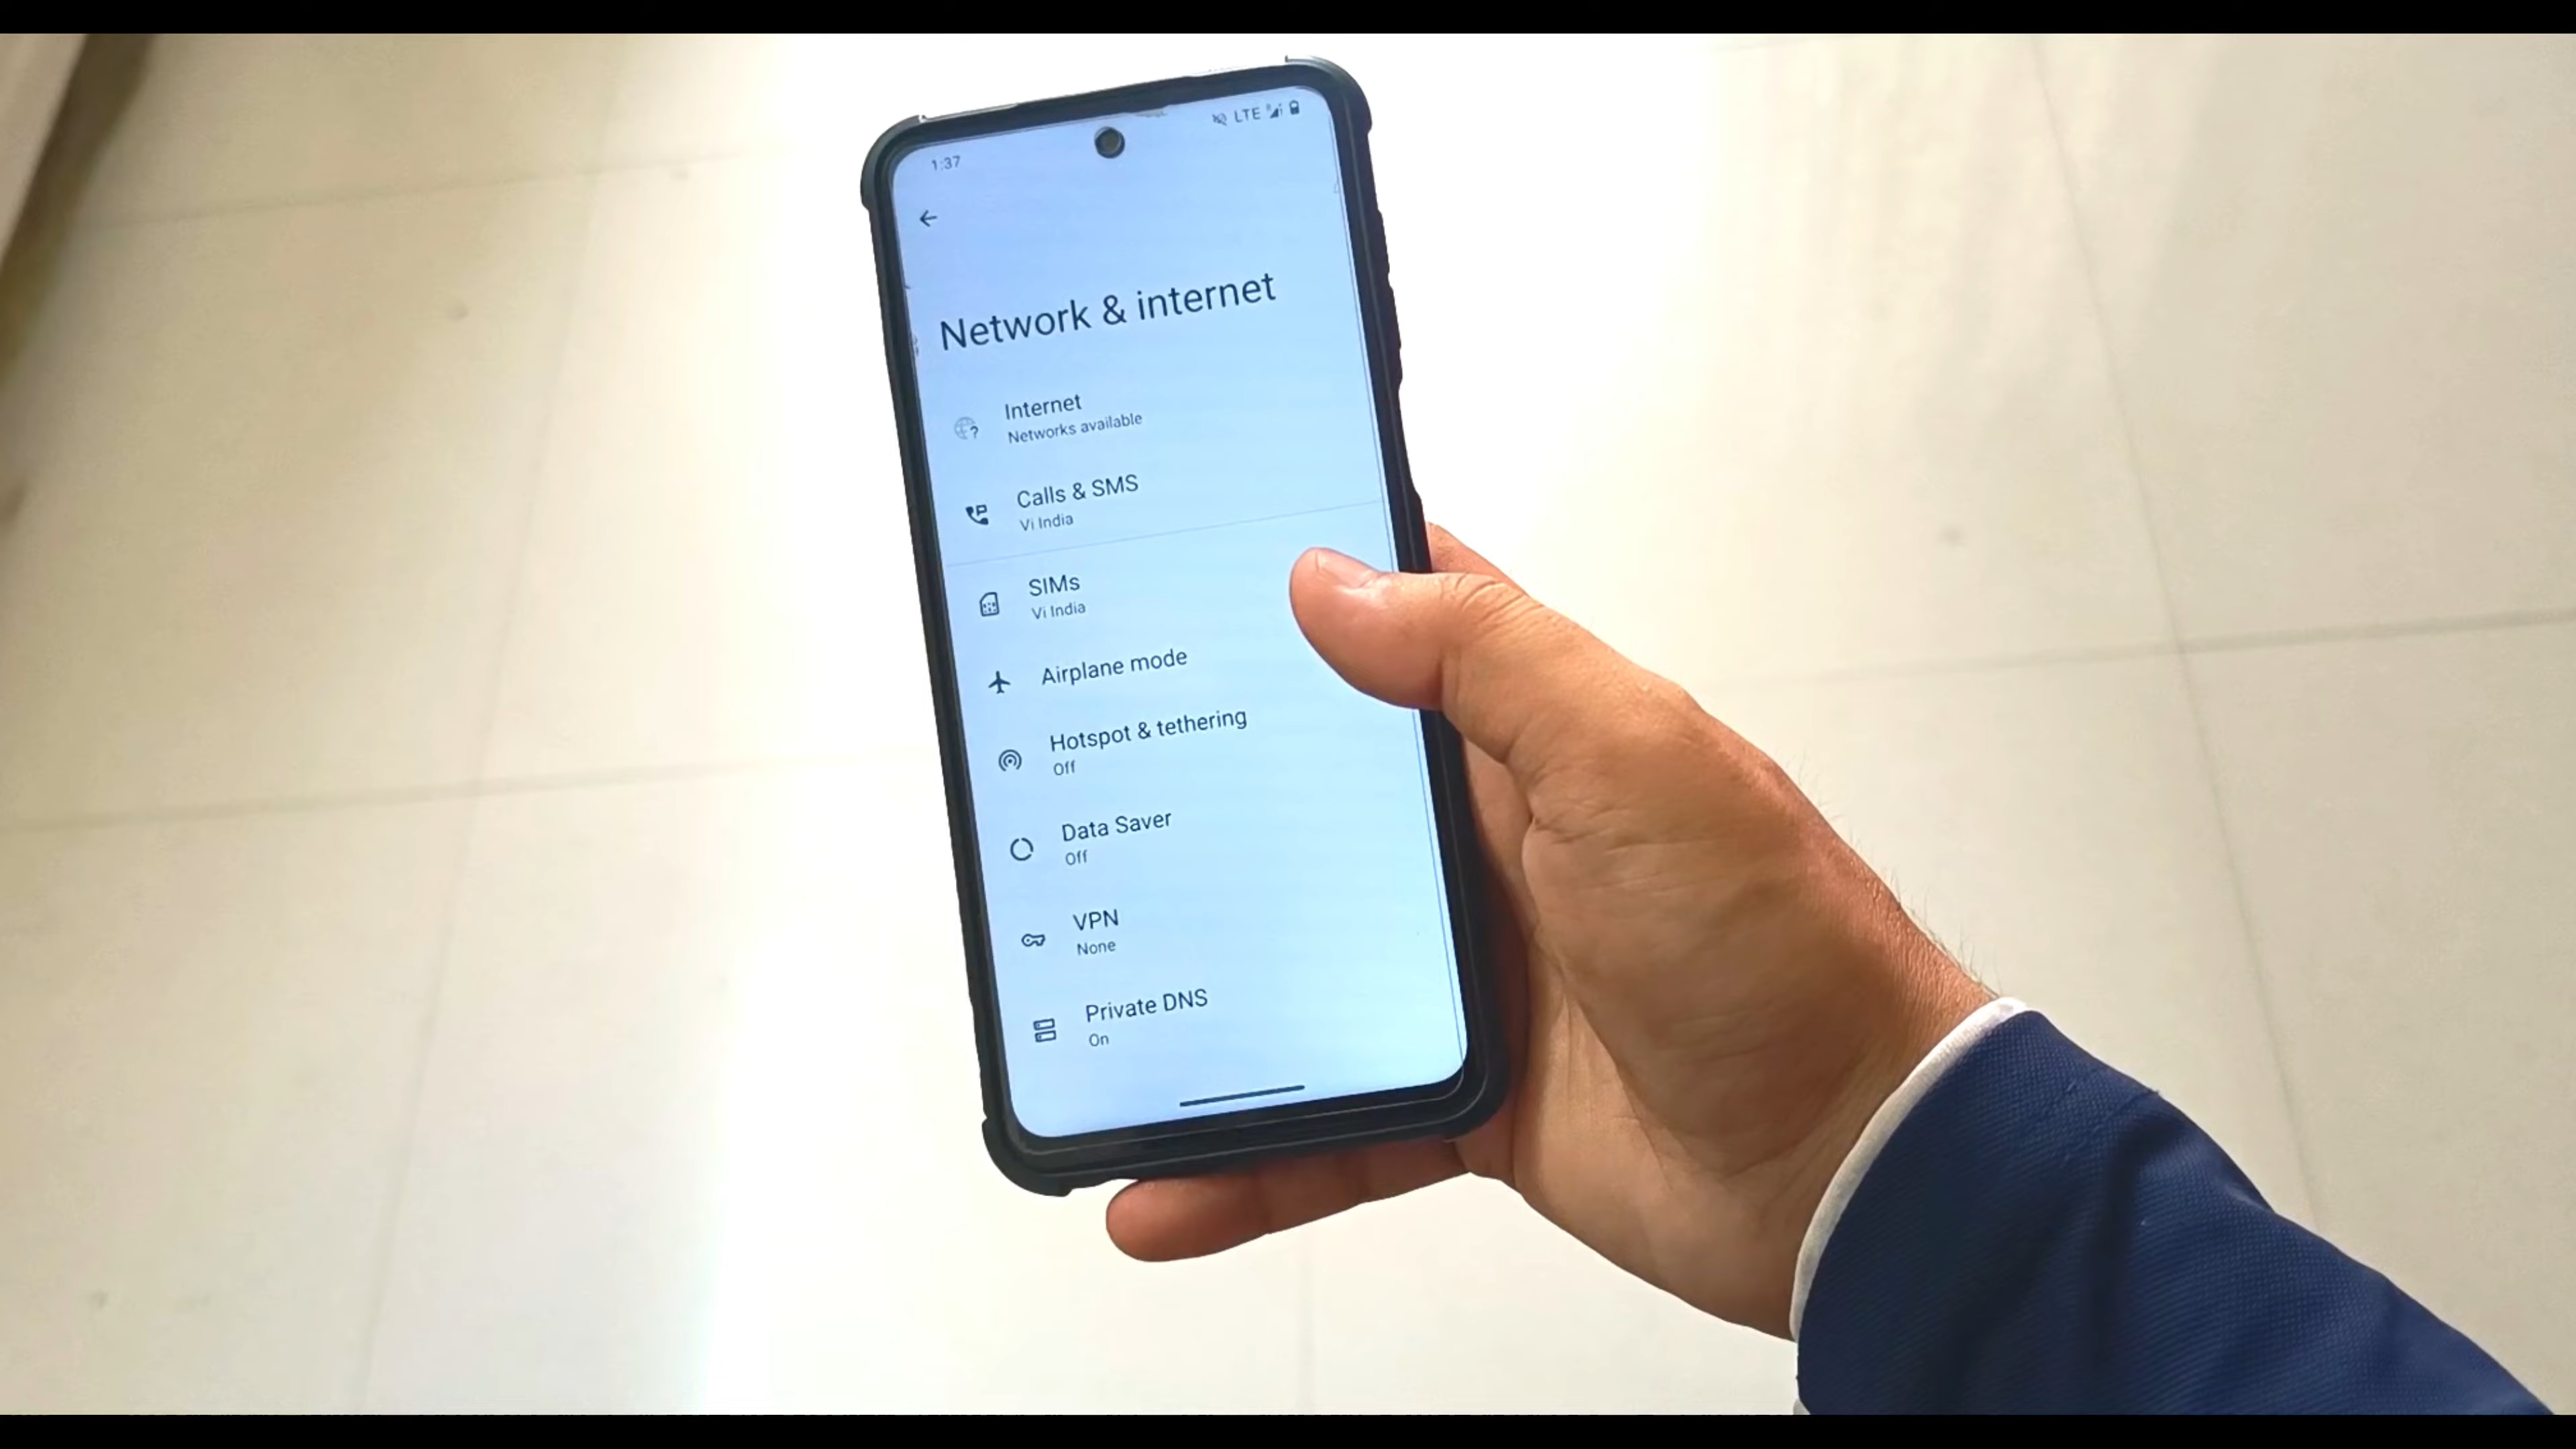 1:37
LTE
Network & internet
Internet
Networks available
Calls & SMS
Vi India
SIMs
Vi India
Airplane mode
Hotspot & tethering
Off
Data Saver
Off
VPN
None
Private DNS
On